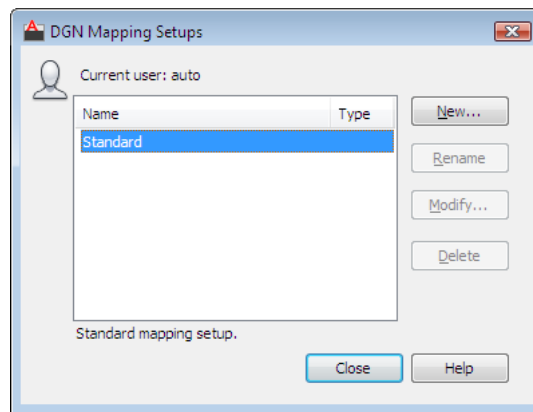 DGN Mapping Setups
Current user: auto
Name Type
Standard
New...
Rename
Modify...
Delete
Standard mapping setup.
Close Help